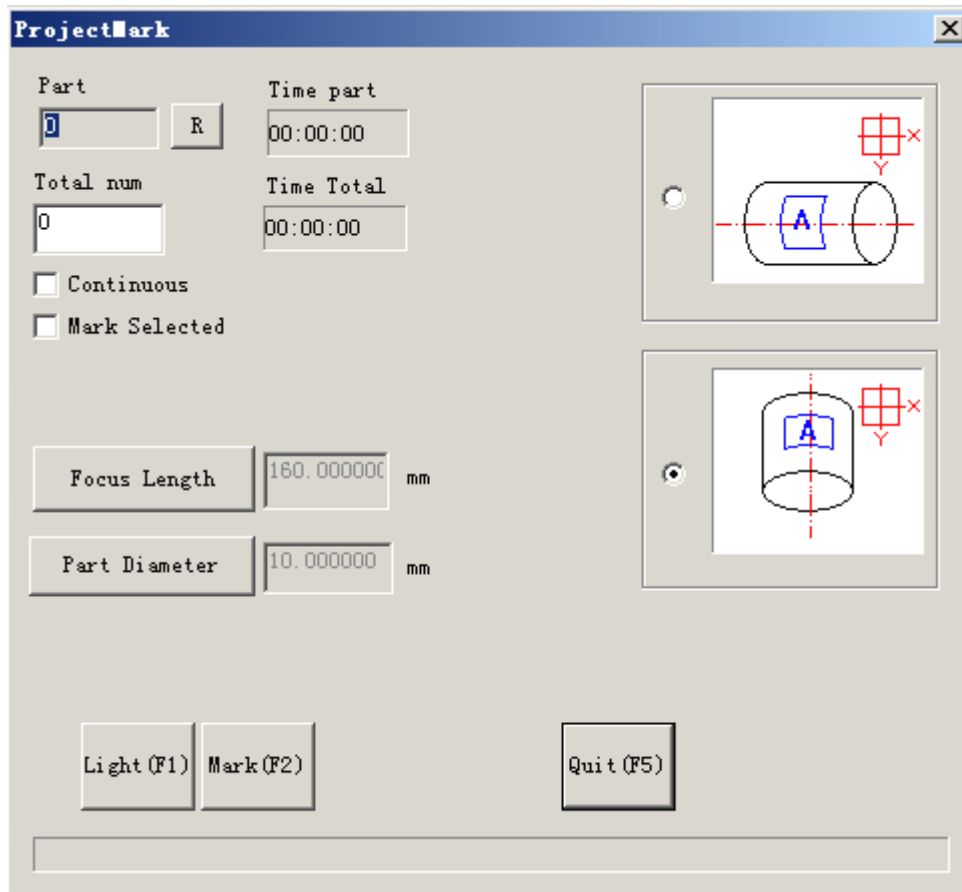 ProjectMark
Part
Time part
0
R
00:00:00
Total num
Time Total
0
00:00:00
Continuous
Mark Selected
X
Y
A
X
Y
A
Focus Length
160.000000
mm
Part Diameter
10.000000
mm
Light(F1)
Mark(F2)
Quit(F5)